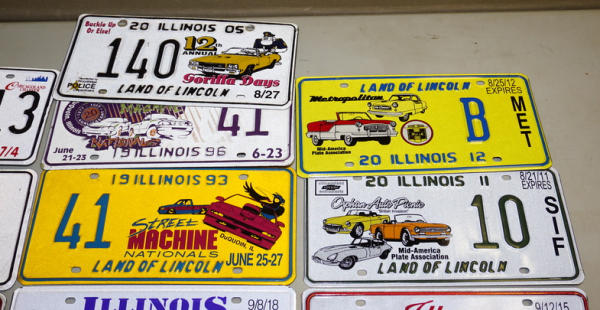 Buckle Up
Or Else!
20 ILLINOIS 05
140
12th
ANNUAL
Gorilla Days
POLICE
LAND OF LINCOLN
8/27
3
7/4
41
NATIONALS
June
21-23
19 ILLINOIS 96
6-23
19 ILLINOIS 93
41
STREET
MACHINE
NATIONALS
DuQUOIN, IL
LAND OF LINCOLN
JUNE 25-27
ILLINOIS
9/8/18
LAND OF LINCOLN
8/25/12
EXPIRES
Metropolitan
B
MET
Mid-America
Plate Association
20 ILLINOIS 12
20 ILLINOIS 11
8/21/11
EXPIRES
Orphan Auto Picnic
10
SIF
Mid-America
Plate Association
LAND OF LINCOLN
9/12/15